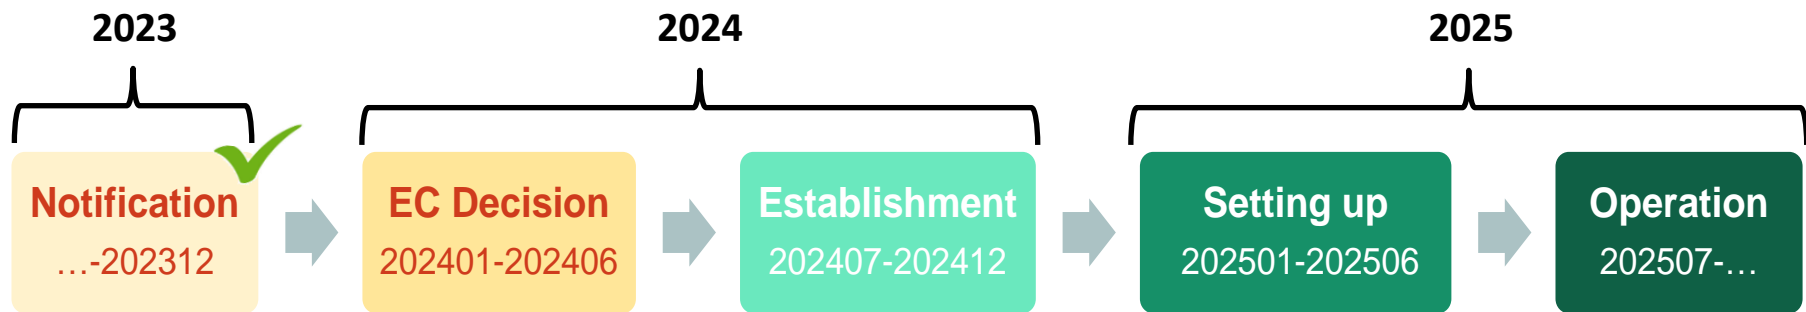 2023
2024
2025
Notification
…-202312
EC Decision
202401-202406
Establishment
202407-202412
Setting up
202501-202506
Operation
202507-…